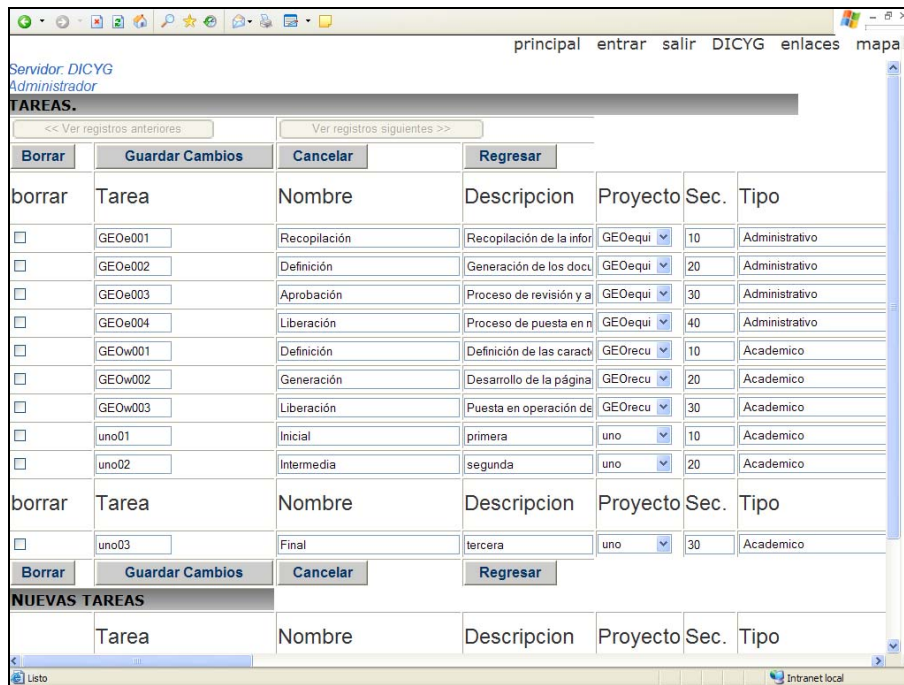 principal entrar salir DICYG enlaces mapa
Servidor: DICYG
Administrador
TAREAS.
<< Ver registros anteriores Ver registros siguientes >>
Borrar Guardar Cambios Cancelar Regresar
borrar Tarea Nombre Descripcion Proyecto Sec. Tipo
GEOe001 Recopilación Recopilación de la infor GEOequi 10 Administrativo
GEOe002 Definición Generación de los docu GEOequi 20 Administrativo
GEOe003 Aprobación Proceso de revisión y a GEOequi 30 Administrativo
GEOe004 Liberación Proceso de puesta en n GEOequi 40 Administrativo
GEOw001 Definición Definición de las caract GEOrecu 10 Academico
GEOw002 Generación Desarrollo de la página GEOrecu 20 Academico
GEOw003 Liberación Puesta en operación de GEOrecu 30 Academico
uno01 Inicial primera uno 10 Academico
uno02 Intermedia segunda uno 20 Academico
borrar Tarea Nombre Descripcion Proyecto Sec. Tipo
uno03 Final tercera uno 30 Academico
Borrar Guardar Cambios Cancelar Regresar
NUEVAS TAREAS
Tarea Nombre Descripcion Proyecto Sec. Tipo
Listo Intranet local